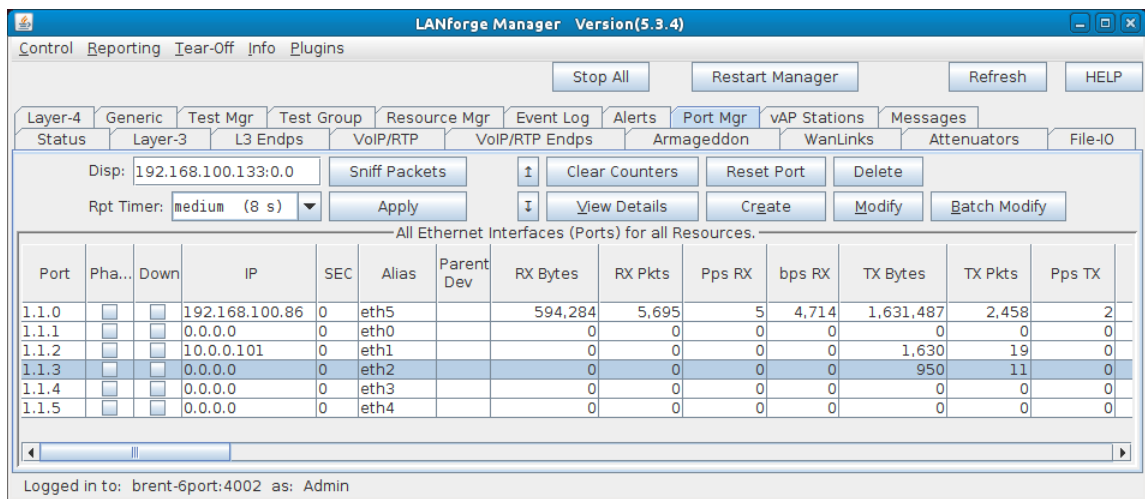 LANforge Manager Version(5.3.4)
Control Reporting Tear-Off Info Plugins
Stop All Restart Manager Refresh HELP
Layer-4 Generic Test Mgr Test Group Resource Mgr Event Log Alerts Port Mgr vAP Stations Messages
Status Layer-3 L3 Endps VoIP/RTP VoIP/RTP Endps Armageddon WanLinks Attenuators File-IO
Disp: 192.168.100.133:0.0 Sniff Packets Clear Counters Reset Port Delete
Rpt Timer: medium (8 s) Apply View Details Create Modify Batch Modify
All Ethernet Interfaces (Ports) for all Resources.
Port Pha... Down IP SEC Alias Parent Dev RX Bytes RX Pkts Pps RX bps RX TX Bytes TX Pkts Pps TX
1.1.0 192.168.100.86 0 eth5 594,284 5,695 5 4,714 1,631,487 2,458 2
1.1.1 0.0.0.0 0 eth0 0 0 0 0 0 0 0
1.1.2 10.0.0.101 0 eth1 0 0 0 0 1,630 19 0
1.1.3 0.0.0.0 0 eth2 0 0 0 0 950 11 0
1.1.4 0.0.0.0 0 eth3 0 0 0 0 0 0 0
1.1.5 0.0.0.0 0 eth4 0 0 0 0 0 0 0
Logged in to: brent-6port:4002 as: Admin